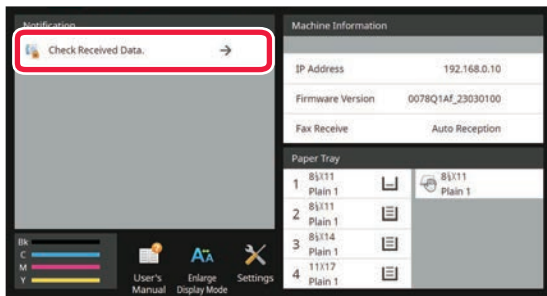 Notification
Check Received Data.
Machine Information
IP Address 192.168.0.10
Firmware Version 0078Q1Af_23030100
Fax Receive Auto Reception
Paper Tray
1 8½X11
Plain 1
2 8½X11
Plain 1
3 8½X14
Plain 1
4 11X17
Plain 1
8½X11
Plain 1
Bk
C
M
Y
User's
Manual
Enlarge
Display Mode
Settings